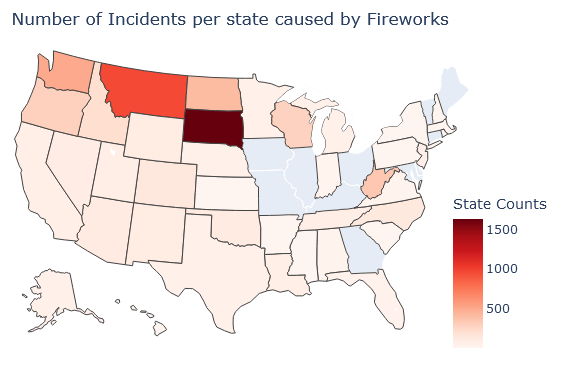 Number of Incidents per state caused by Fireworks
State Counts
1500
1000
500